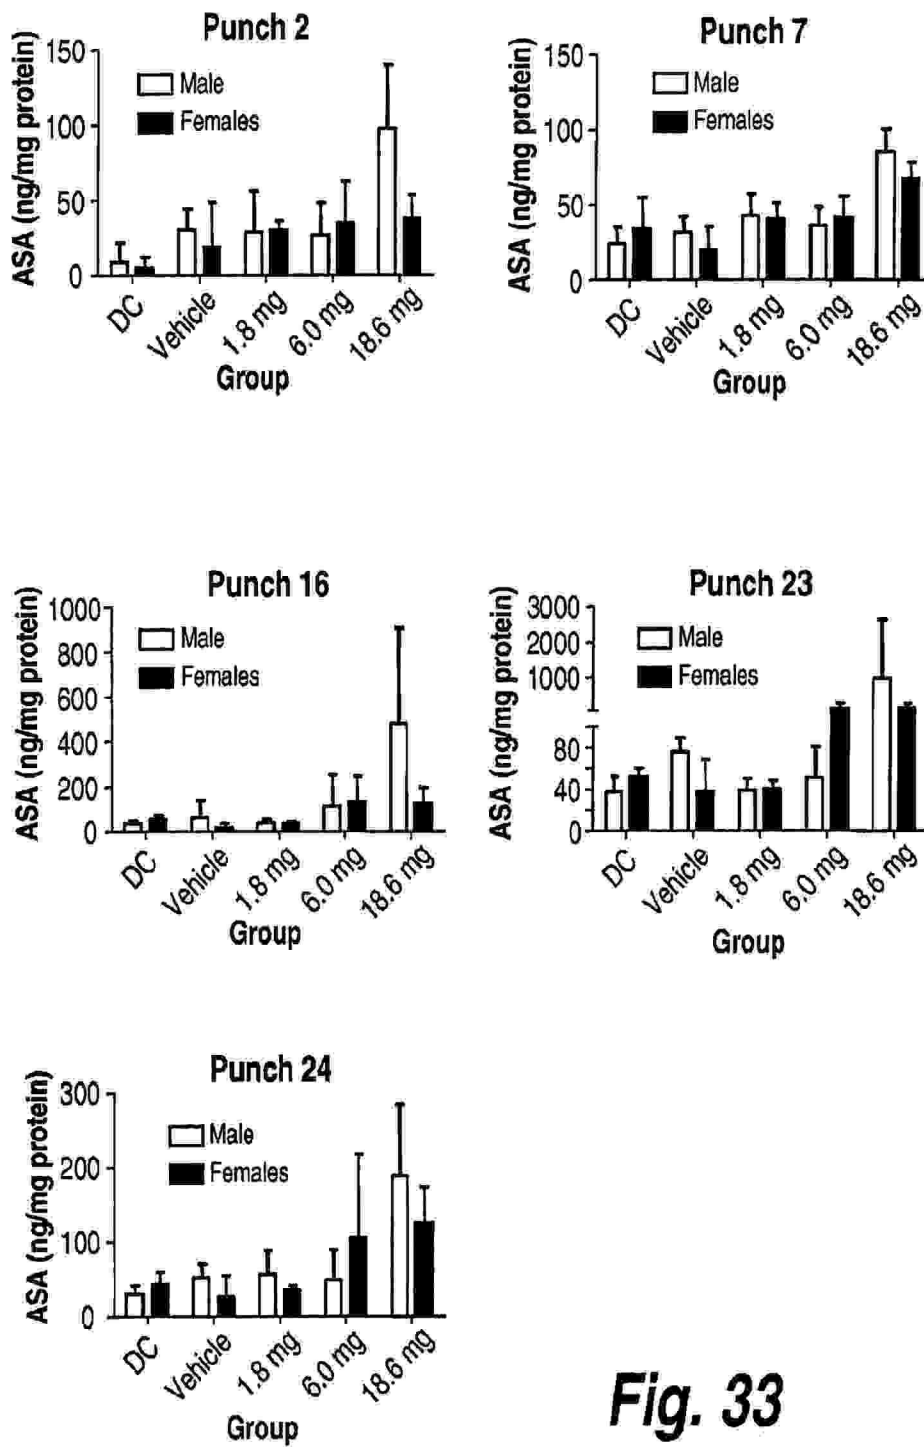 Punch 2
ASA (ng/mg protein)
150
100
50
0
Male
Females
DC
Vehicle
1.8 mg
6.0 mg
18.6 mg
Group
Punch 7
ASA (ng/mg protein)
150
100
50
0
Male
Females
DC
Vehicle
1.8 mg
6.0 mg
18.6 mg
Group
Punch 16
ASA (ng/mg protein)
1000
800
600
400
200
0
Male
Females
DC
Vehicle
1.8 mg
6.0 mg
18.6 mg
Group
Punch 23
ASA (ng/mg protein)
3000
2000
1000
80
40
0
Male
Females
DC
Vehicle
1.8 mg
6.0 mg
18.6 mg
Group
Punch 24
ASA (ng/mg protein)
300
200
100
0
Male
Females
DC
Vehicle
1.8 mg
6.0 mg
18.6 mg
Group
Fig. 33